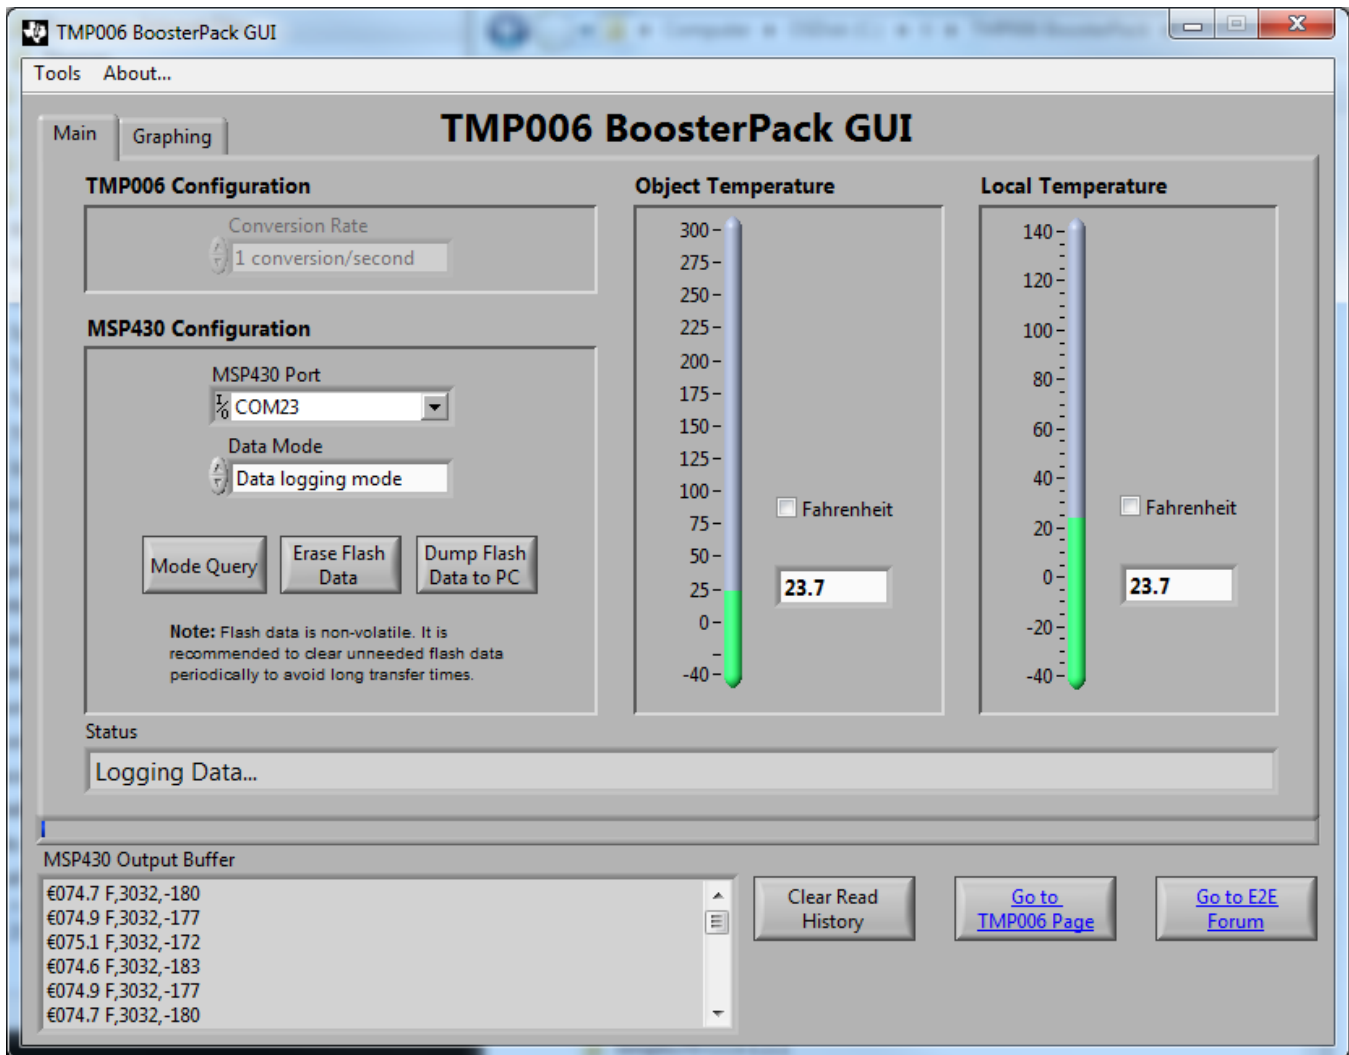 TMP006 BoosterPack GUI
Tools About...
TMP006 BoosterPack GUI
Main Graphing
TMP006 Configuration
Conversion Rate
1 conversion/second
MSP430 Configuration
MSP430 Port
I/O COM23
Data Mode
Data logging mode
Mode Query
Erase Flash
Data
Dump Flash
Data to PC
Note: Flash data is non-volatile. It is
recommended to clear unneeded flash data
periodically to avoid long transfer times.
Object Temperature
300
275
250
225
200
175
150
125
100
75
50
25
0
-40
Fahrenheit
23.7
Local Temperature
140
120
100
80
60
40
20
0
-20
-40
Fahrenheit
23.7
Status
Logging Data...
MSP430 Output Buffer
€074.7 F,3032,-180
€074.9 F,3032,-177
€075.1 F,3032,-172
€074.6 F,3032,-183
€074.9 F,3032,-177
€074.7 F,3032,-180
Clear Read
History
Go to
TMP006 Page
Go to E2E
Forum